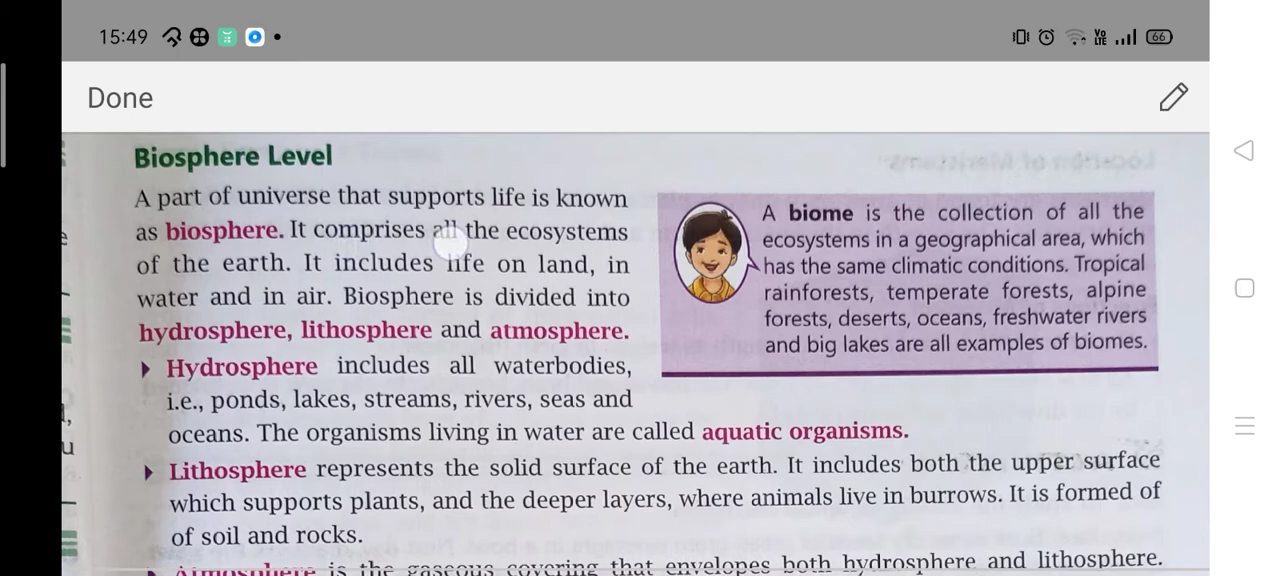 15:49
VO
LTE
66
Done
Biosphere Level
A part of universe that supports life is known
as biosphere. It comprises all the ecosystems
of the earth. It includes life on land, in
water and in air. Biosphere is divided into
hydrosphere, lithosphere and atmosphere.
Hydrosphere includes all waterbodies,
i.e., ponds, lakes, streams, rivers, seas and
oceans. The organisms living in water are called aquatic organisms.
A biome is the collection of all the
ecosystems in a geographical area, which
has the same climatic conditions. Tropical
rainforests, temperate forests, alpine
forests, deserts, oceans, freshwater rivers
and big lakes are all examples of biomes.
Lithosphere represents the solid surface of the earth. It includes both the upper surface
which supports plants, and the deeper layers, where animals live in burrows. It is formed of
of soil and rocks.
Atmosphere is the gaseous covering that envelopes both hydrosphere and lithosphere.